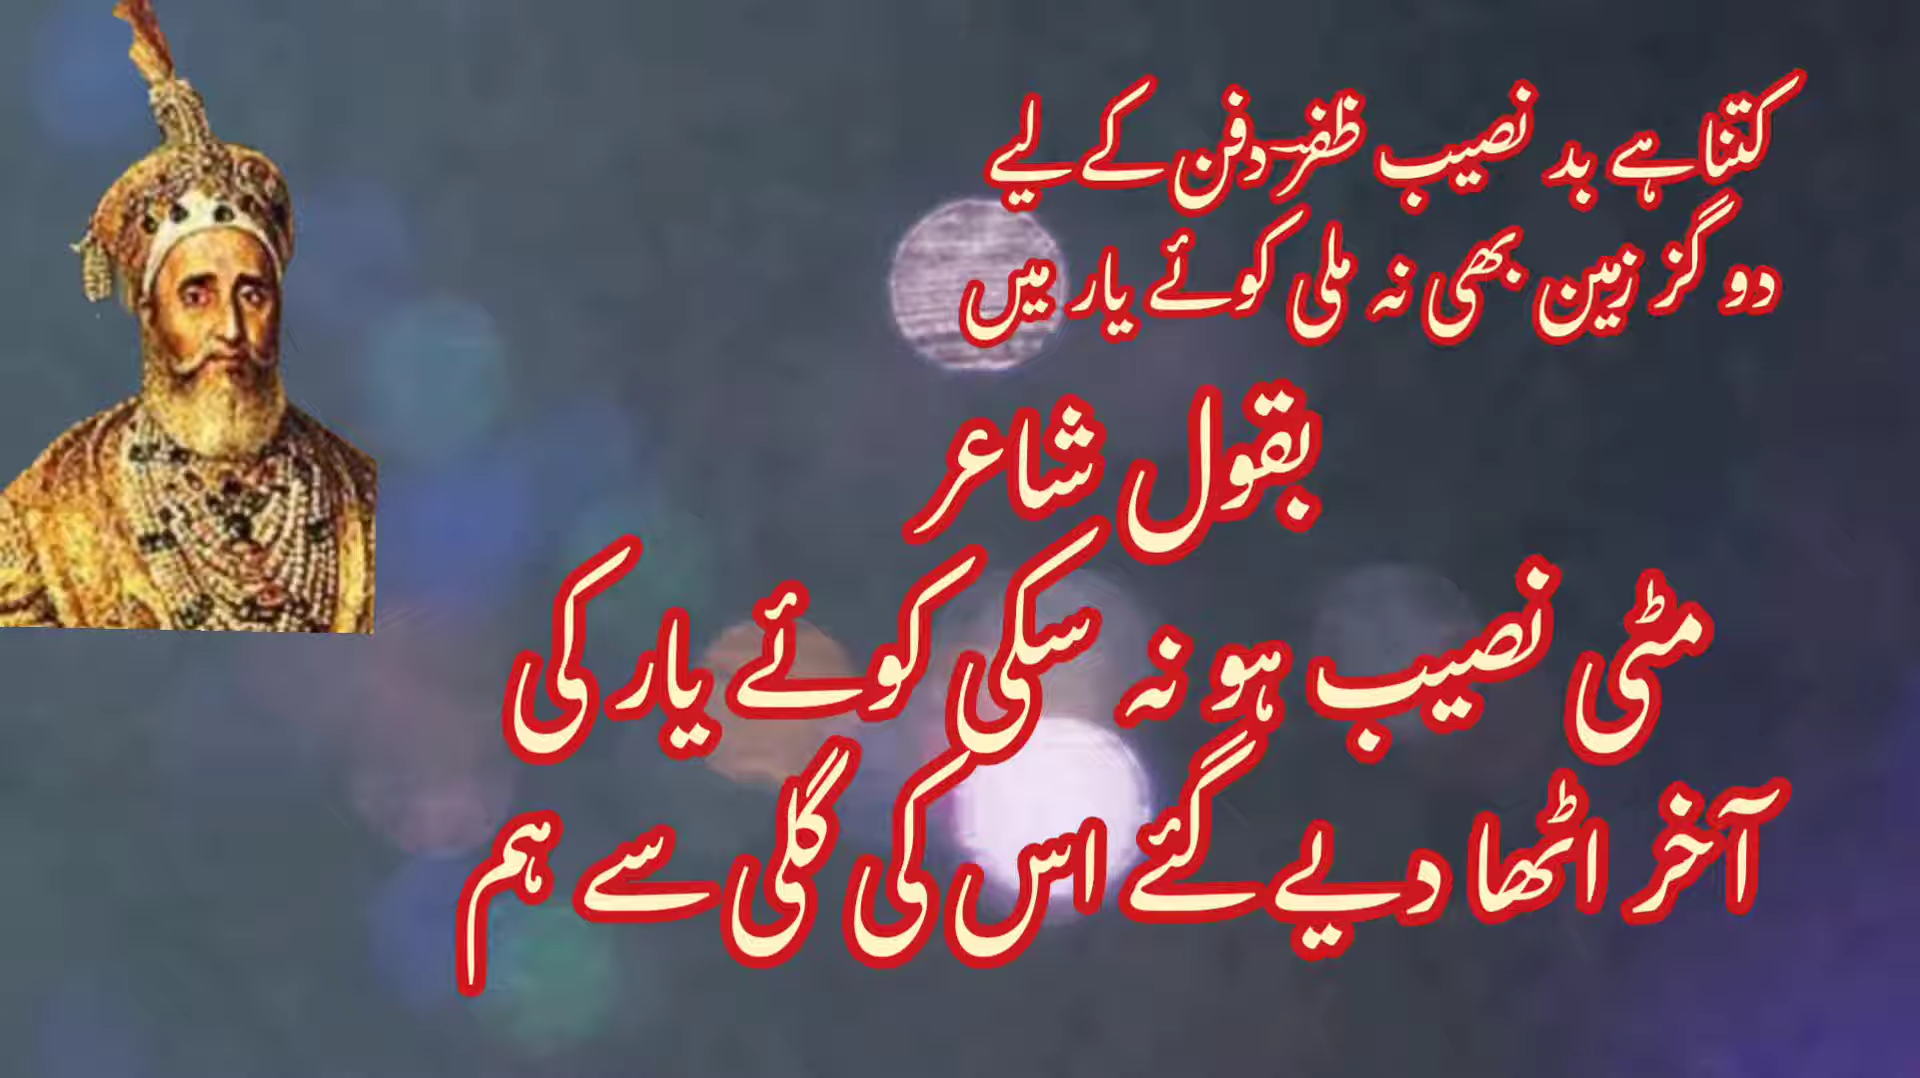 کتنا ہے بد نصیب ظفر دفن کے لیے
دو گز زمین بھی نہ ملی کوئے یار میں
بقول شاعر
مٹی نصیب ہو نہ سکی کوئے یار کی
آخر اٹھا دیے گئے اس کی گلی سے ہم